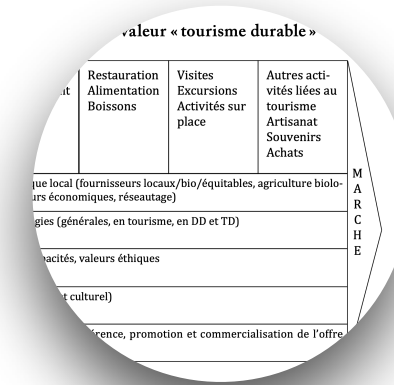 valeur « tourisme durable »
Restauration
Alimentation
Boissons
Visites
Excursions
Activités sur
place
Autres acti-
vités liées au
tourisme
Artisanat
Souvenirs
Achats
MARCHE
que local (fournisseurs locaux/bio/équitables, agriculture biolo-
urs économiques, réseautage)
gies (générales, en tourisme, en DD et TD)
pacités, valeurs éthiques
t culturel)
rence, promotion et commercialisation de l'offre